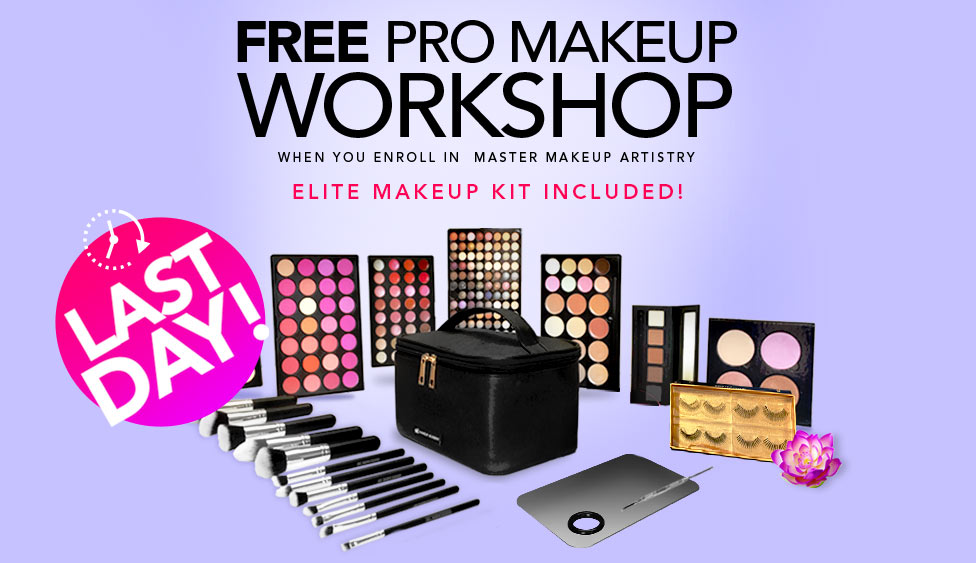 FREE PRO MAKEUP
WORKSHOP
WHEN YOU ENROLL IN MASTER MAKEUP ARTISTRY
ELITE MAKEUP KIT INCLUDED!
LAST
DAY!